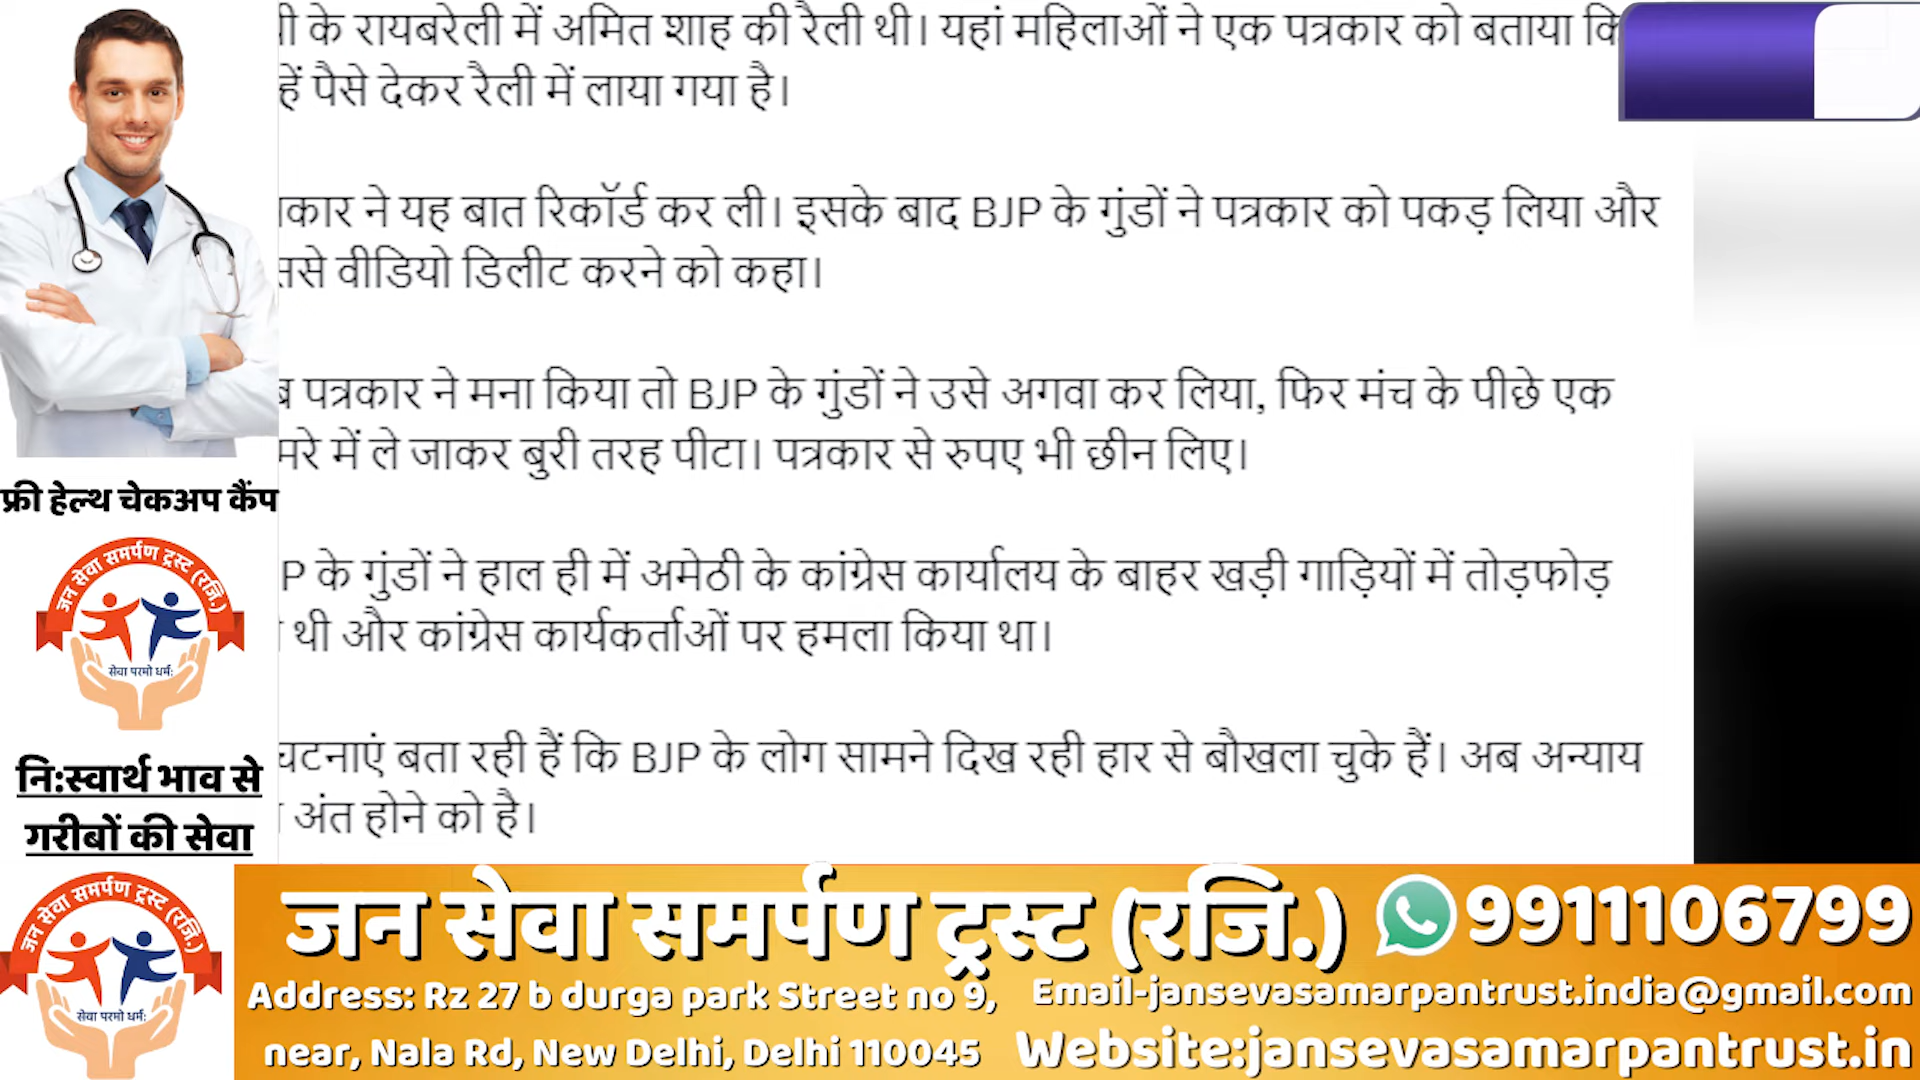 के रायबरेली में अमित शाह की रैली थी। यहां महिलाओं ने एक पत्रकार को बताया कि
पैसे देकर रैली में लाया गया है।
ने यह बात रिकॉर्ड कर ली। इसके बाद BJP के गुंडों ने पत्रकार को पकड़ लिया और
वीडियो डिलीट करने को कहा।
पत्रकार ने मना किया तो BJP के गुंडों ने उसे अगवा कर लिया, फिर मंच के पीछे एक
में ले जाकर बुरी तरह पीटा। पत्रकार से रुपए भी छीन लिए।
के गुंडों ने हाल ही में अमेठी के कांग्रेस कार्यालय के बाहर खड़ी गाड़ियों में तोड़फोड़
थी और कांग्रेस कार्यकर्ताओं पर हमला किया था।
बता रही हैं कि BJP के लोग सामने दिख रही हार से बौखला चुके हैं। अब अन्याय
अंत होने को है।
फ्री हेल्थ चेकअप कैंप
जन सेवा समर्पण ट्रस्ट (रजि.)
सेवा परमो धर्म:
नि:स्वार्थ भाव से
गरीबों की सेवा
जन सेवा समर्पण ट्रस्ट (रजि.)
सेवा परमो धर्म:
जन सेवा समर्पण ट्रस्ट (रजि.) 9911106799
Address: Rz 27 b durga park Street no 9, Email-jansevasamarpantrust.india@gmail.com
near, Nala Rd, New Delhi, Delhi 110045 Website:jansevasamarpantrust.in